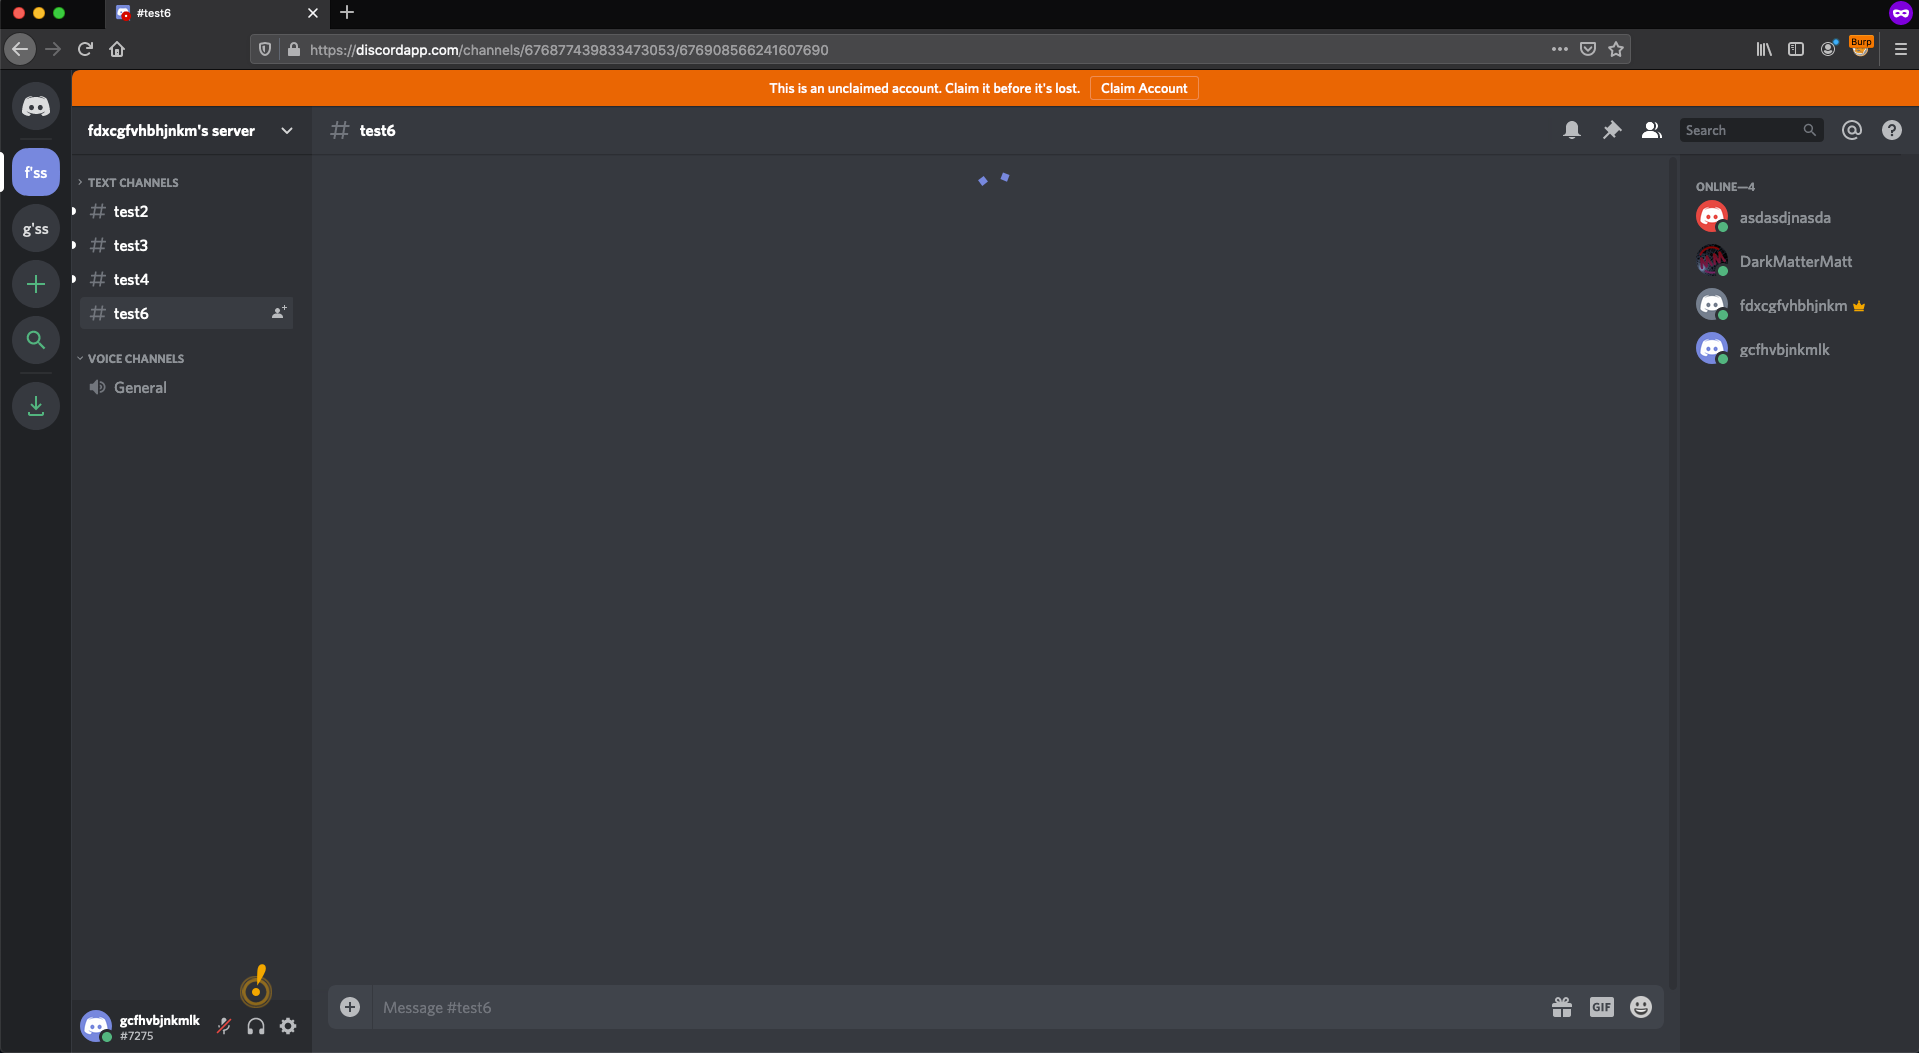 #test6
https://discordapp.com/channels/676877439833473053/676908566241607690
Burp
This is an unclaimed account. Claim it before it's lost.
Claim Account
fdxcgfvhbhjnkm's server
test6
Search
f'ss
g'ss
TEXT CHANNELS
test2
test3
test4
test6
VOICE CHANNELS
General
ONLINE—4
asdasdjnasda
DarkMatterMatt
fdxcgfvhbhjnkm
gcfhvbjnkmlk
gcfhvbjnkmlk
#7275
Message #test6
GIF